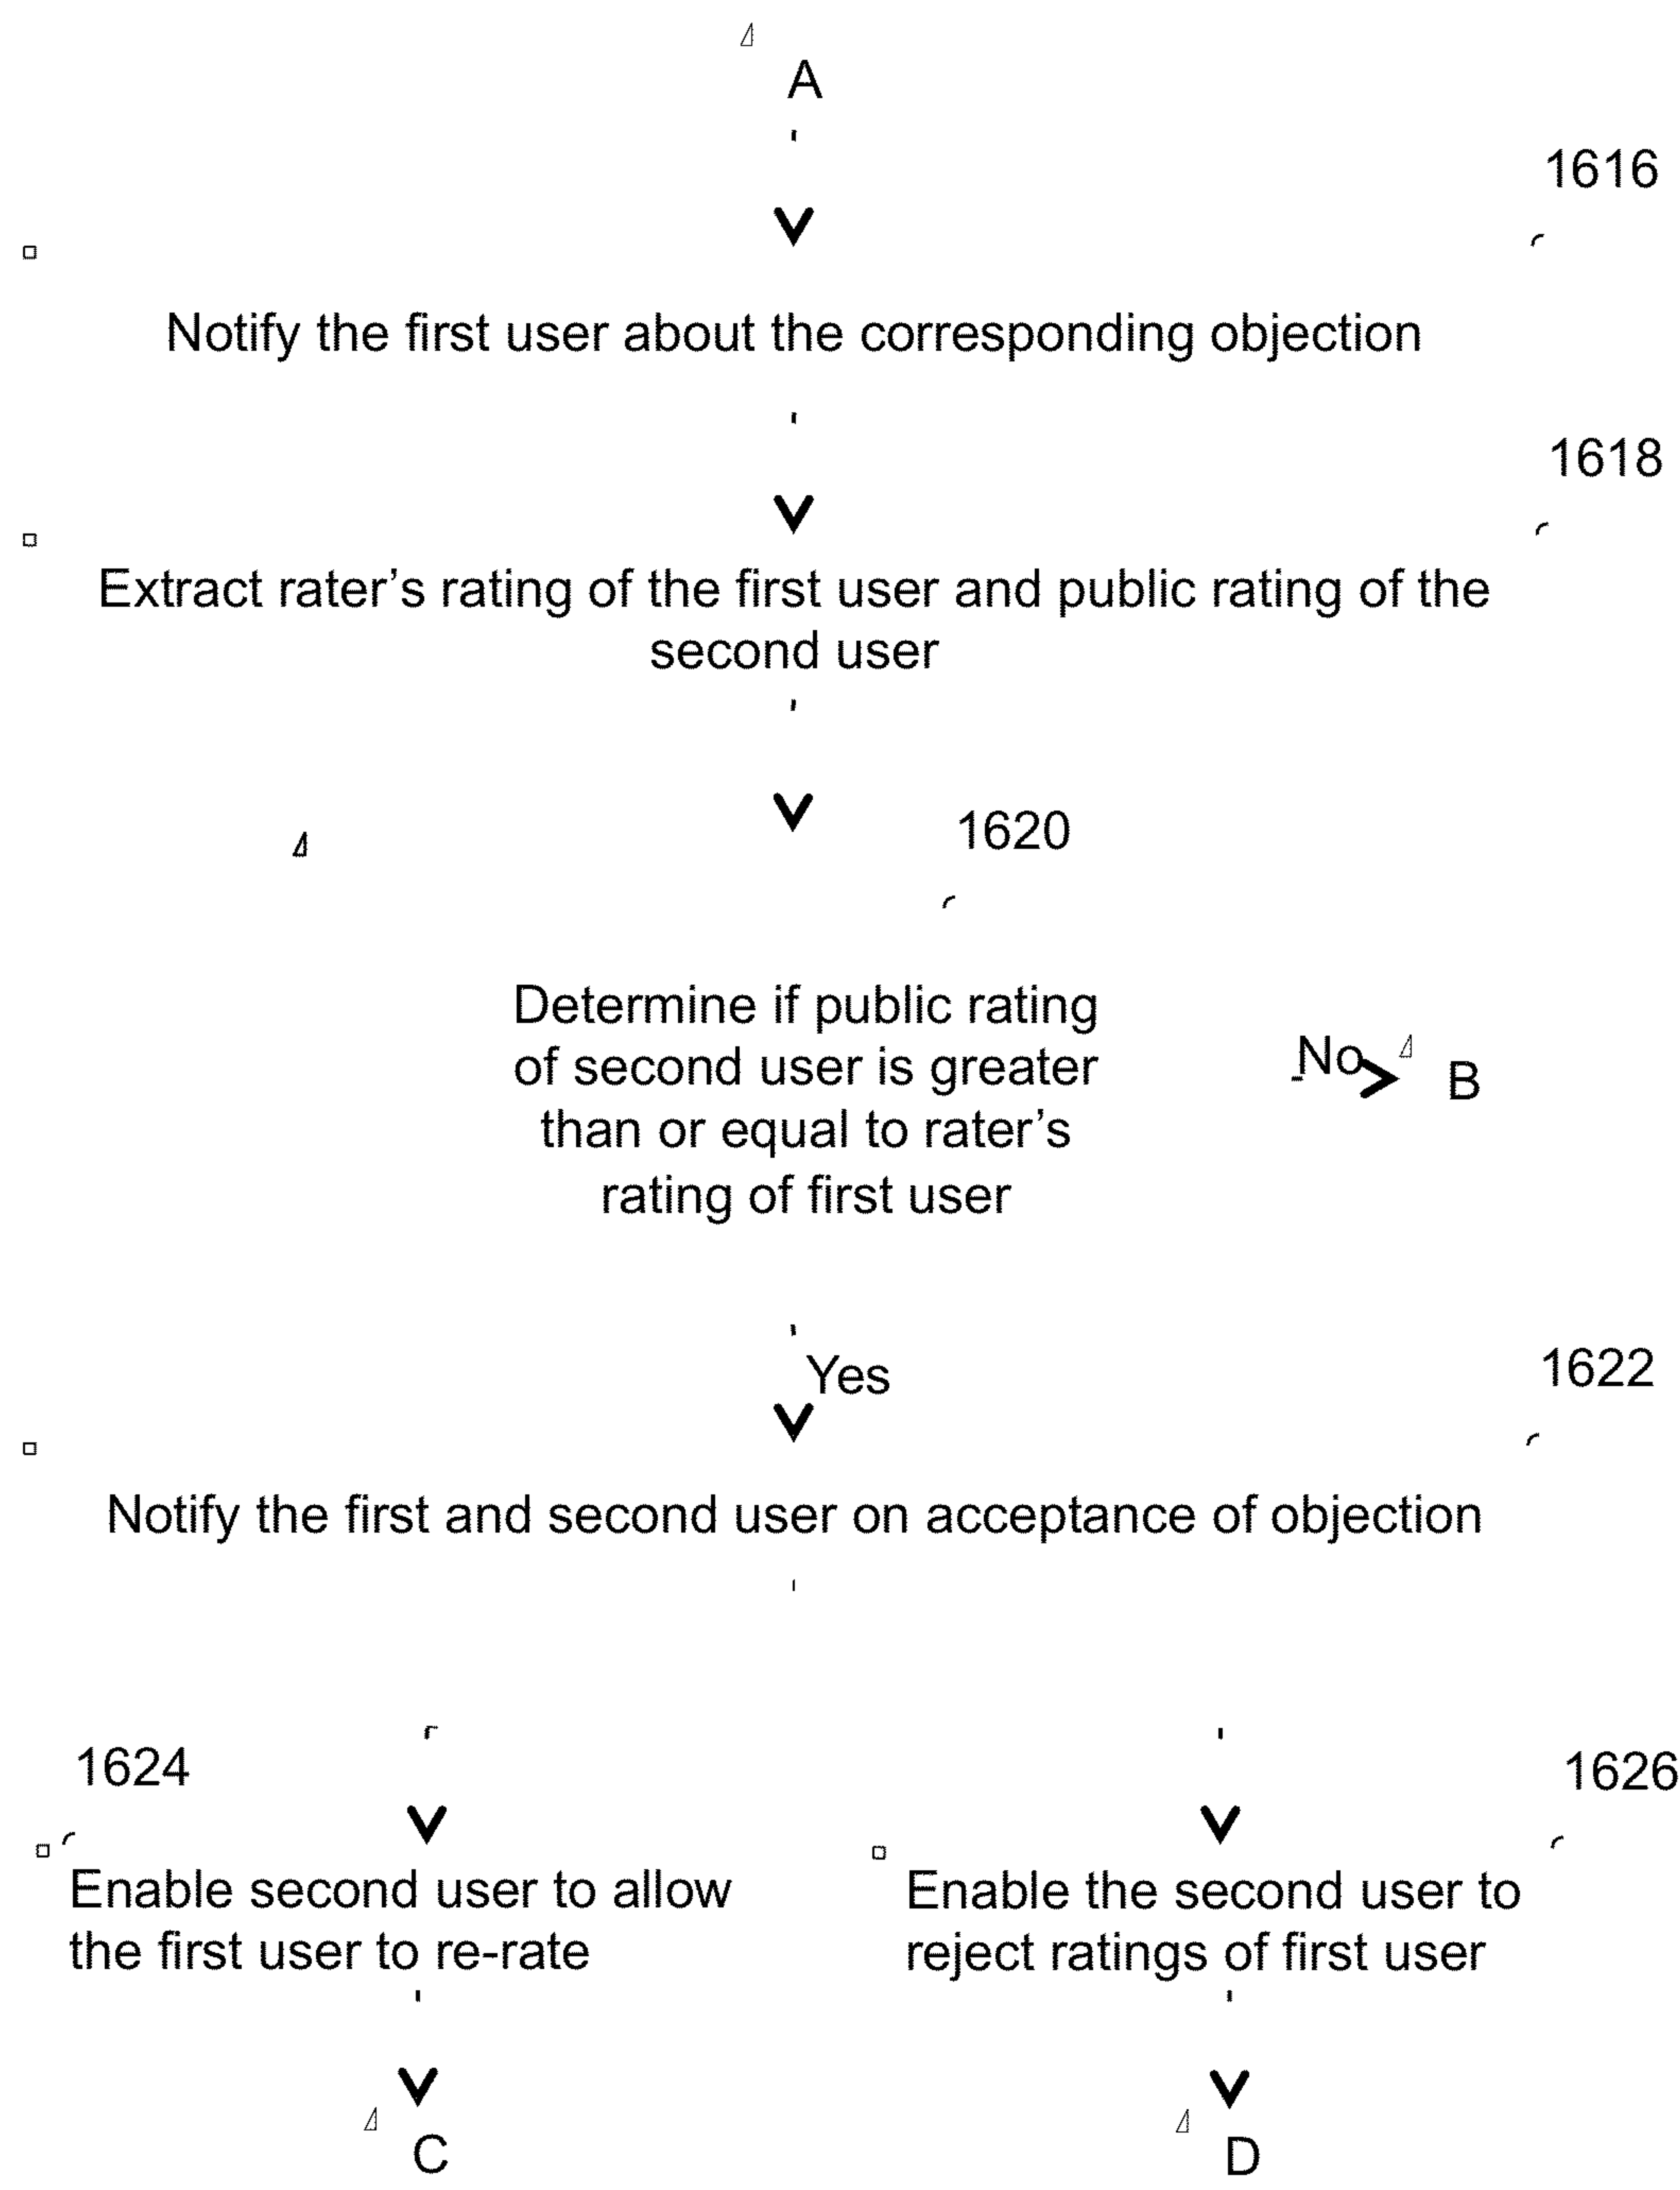 A
1616
Notify the first user about the corresponding objection
1618
Extract rater’s rating of the first user and public rating of the
second user
1620
Determine if public rating
of second user is greater
than or equal to rater’s
rating of first user
No
B
Yes
1622
Notify the first and second user on acceptance of objection
1624
1626
Enable second user to allow
the first user to re-rate
Enable the second user to
reject ratings of first user
C
D